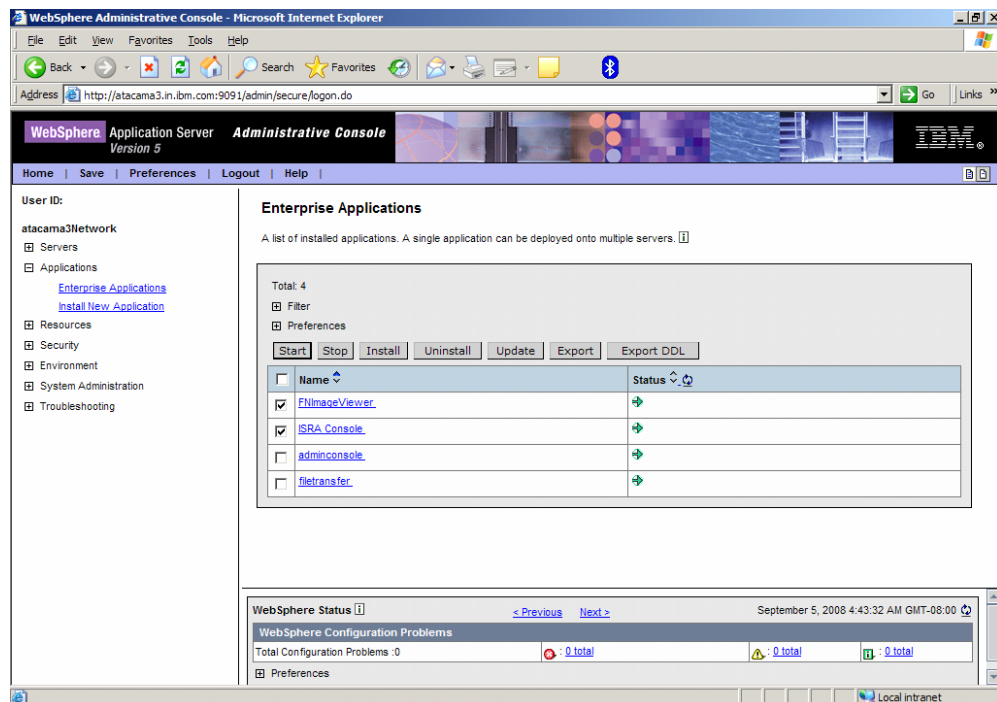 WebSphere Administrative Console - Microsoft Internet Explorer
File Edit View Favorites Tools Help
Back Search Favorites
Address http://atacama3.in.ibm.com:9091/admin/secure/logon.do Go Links »
WebSphere Application Server Administrative Console
Version 5
IBM®
Home | Save | Preferences | Logout | Help |
User ID:
atacama3Network
Servers
Applications
Enterprise Applications
Install New Application
Resources
Security
Environment
System Administration
Troubleshooting
Enterprise Applications
A list of installed applications. A single application can be deployed onto multiple servers. i
Total: 4
Filter
Preferences
Start Stop Install Uninstall Update Export Export DDL
Name Status
FNImageViewer
ISRA Console
adminconsole
filetransfer
WebSphere Status i < Previous Next > September 5, 2008 4:43:32 AM GMT-08:00
WebSphere Configuration Problems
Total Configuration Problems :0 : 0 total : 0 total : 0 total
Preferences
Local intranet